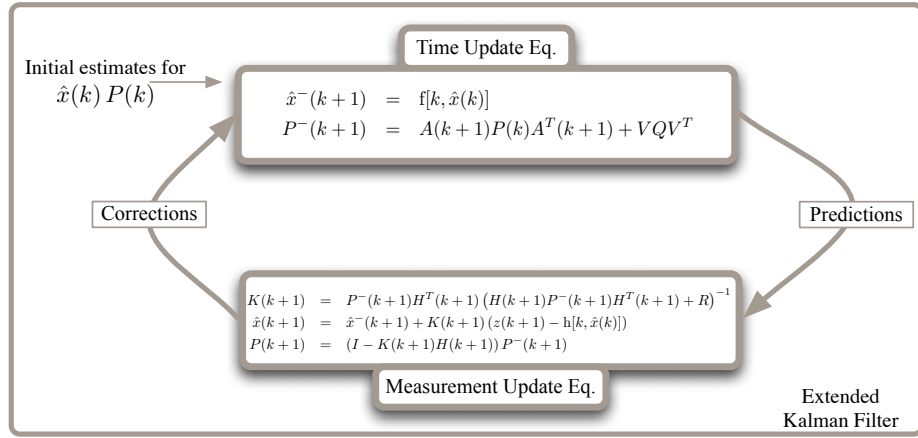 Time Update Eq.
Initial estimates for
x̂(k) P(k)
x̂⁻(k + 1) = f[k, x̂(k)]
P⁻(k + 1) = A(k + 1)P(k)Aᵀ(k + 1) + VQVᵀ
Corrections
Predictions
K(k + 1) = P⁻(k + 1)Hᵀ(k + 1) (H(k + 1)P⁻(k + 1)Hᵀ(k + 1) + R)⁻¹
x̂(k + 1) = x̂⁻(k + 1) + K(k + 1) (z(k + 1) − h[k, x̂(k)])
P(k + 1) = (I − K(k + 1)H(k + 1)) P⁻(k + 1)
Measurement Update Eq.
Extended
Kalman Filter